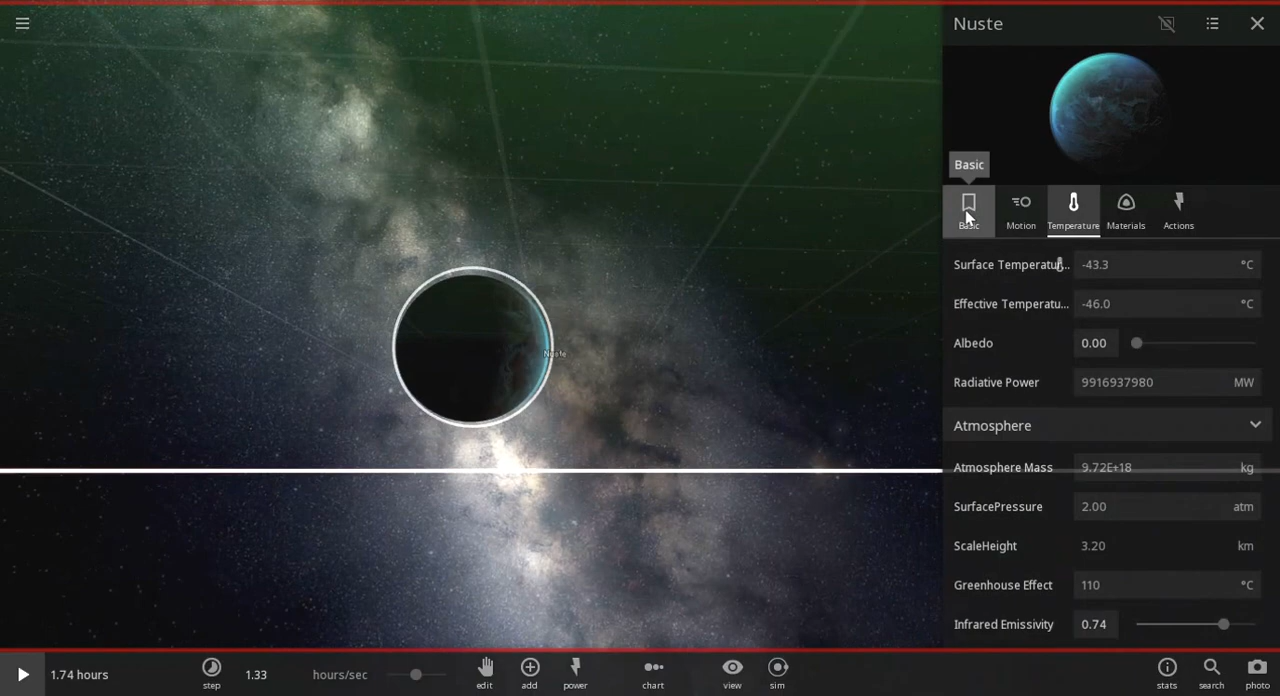 Nuste
Basic
Basic
Motion
Temperature
Materials
Actions
Surface Temperatu... -43.3 °C
Effective Temperatu... -46.0 °C
Nuste
Albedo 0.00
Radiative Power 9916937980 MW
Atmosphere
Atmosphere Mass 9.72E+18 kg
SurfacePressure 2.00 atm
ScaleHeight 3.20 km
Greenhouse Effect 110 °C
Infrared Emissivity 0.74
1.74 hours
step
1.33 hours/sec
edit
add
power
chart
view
sim
stats
search
photo